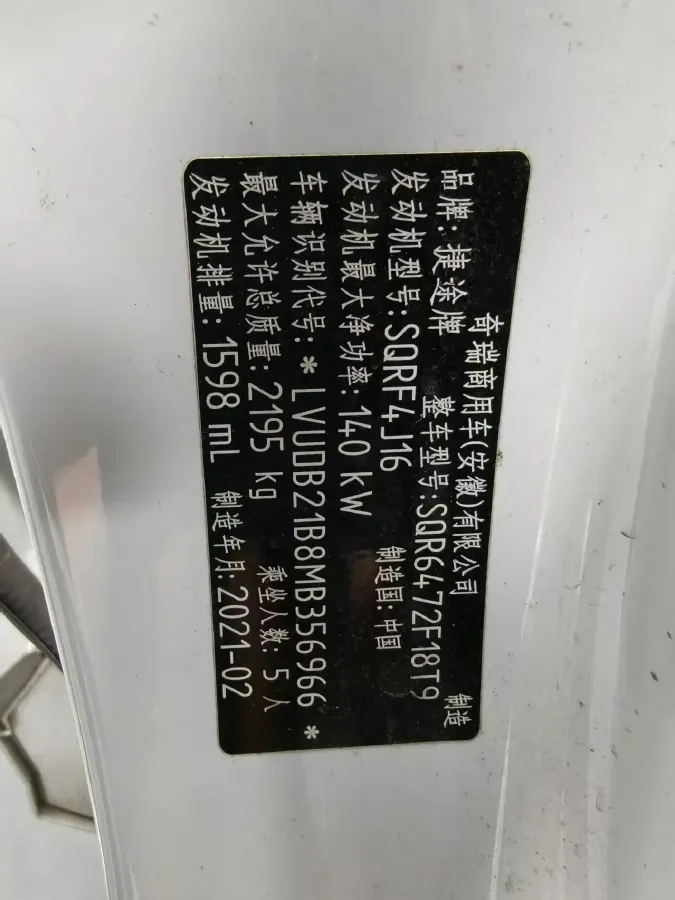 奇瑞商用车(安徽)有限公司 制造
品牌:捷途牌 整车型号:SQR6472F18T9
发动机型号:SQRF4J16 制造国:中国
发动机最大净功率:140 kW
车辆识别代号:*LVUDB21B8MB356966*
最大允许总质量:2195 kg 乘坐人数:5人
发动机排量:1598 mL 制造年月:2021-02